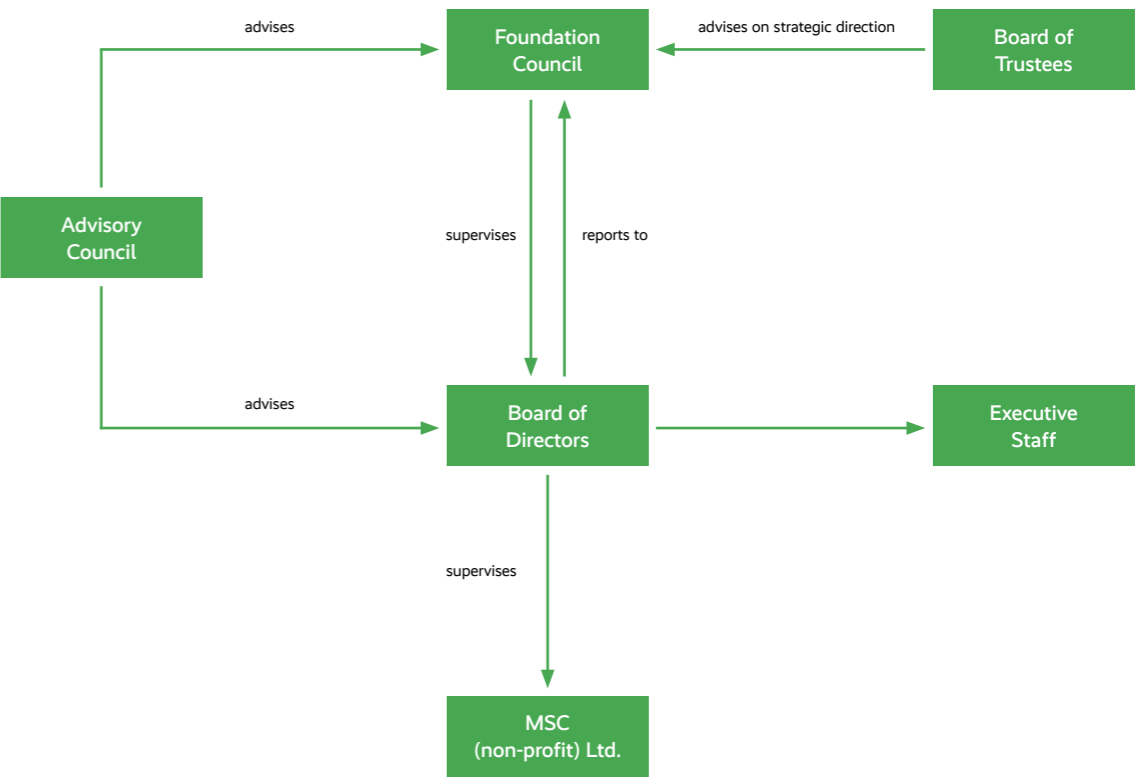 advises
Foundation
Council
advises on strategic direction
Board of
Trustees
Advisory
Council
supervises
reports to
advises
Board of
Directors
Executive
Staff
supervises
MSC
(non-profit) Ltd.